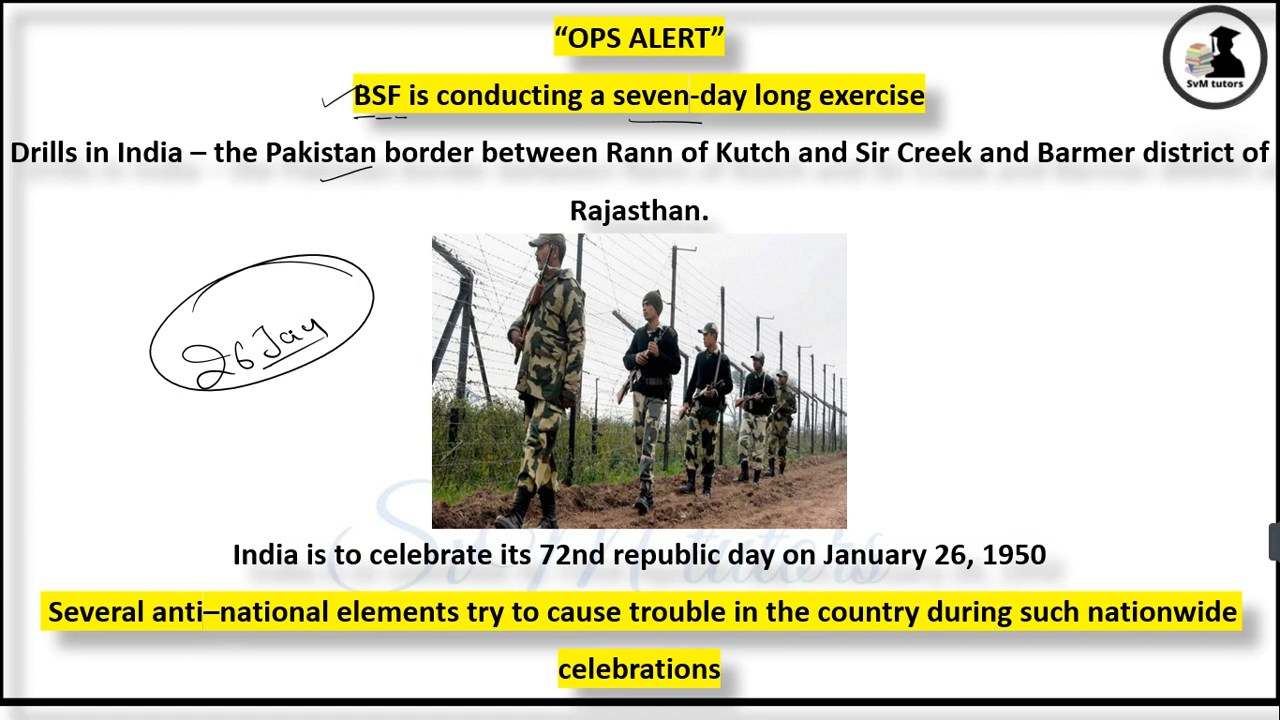 “OPS ALERT”
SvM tutors
BSF is conducting a seven-day long exercise
Drills in India – the Pakistan border between Rann of Kutch and Sir Creek and Barmer district of
Rajasthan.
26 Jay
SvM tutors
India is to celebrate its 72nd republic day on January 26, 1950
Several anti–national elements try to cause trouble in the country during such nationwide
celebrations